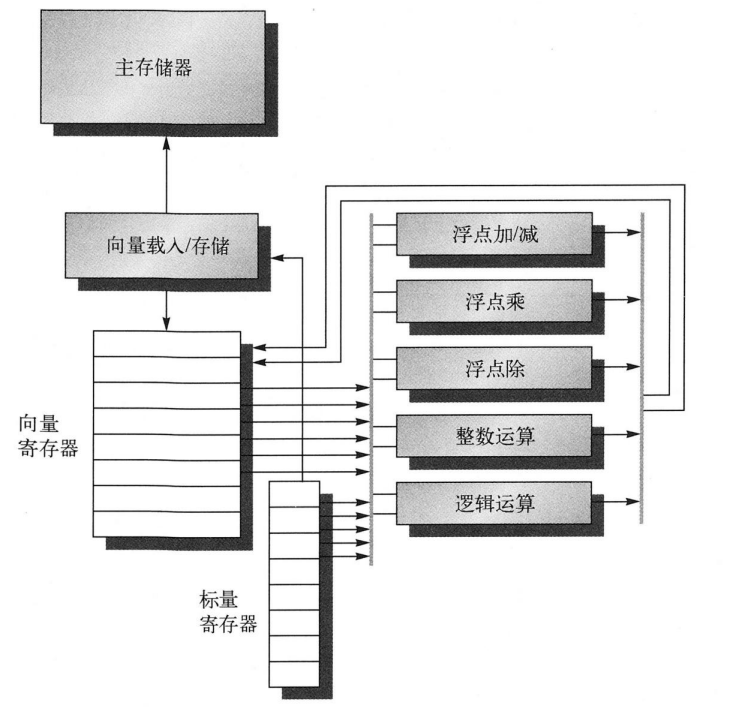 主存储器
向量载入/存储
浮点加/减
浮点乘
浮点除
整数运算
逻辑运算
向量
寄存器
标量
寄存器